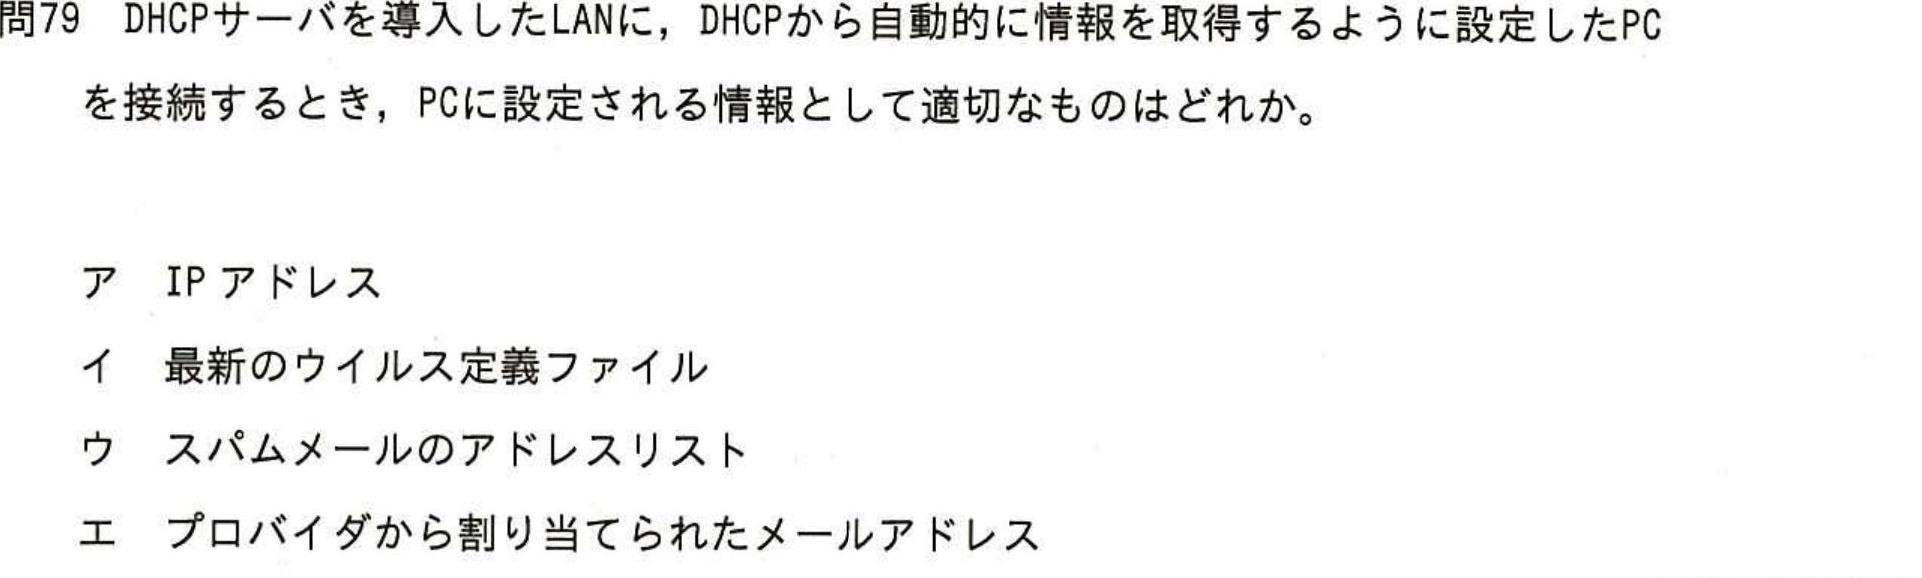 問79　DHCPサーバを導入したLANに，DHCPから自動的に情報を取得するように設定したPC
を接続するとき，PCに設定される情報として適切なものはどれか。
ア　IP アドレス
イ　最新のウイルス定義ファイル
ウ　スパムメールのアドレスリスト
エ　プロバイダから割り当てられたメールアドレス